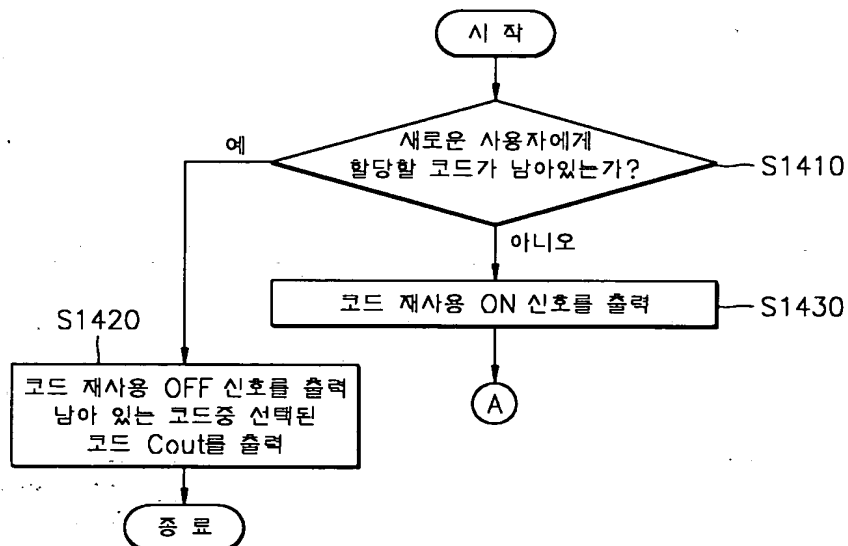 시 작
새로운 사용자에게
할당할 코드가 남아있는가?
S1410
예
아니오
코드 재사용 ON 신호를 출력
S1430
S1420
A
코드 재사용 OFF 신호를 출력
남아 있는 코드중 선택된
코드 Cout를 출력
종 료